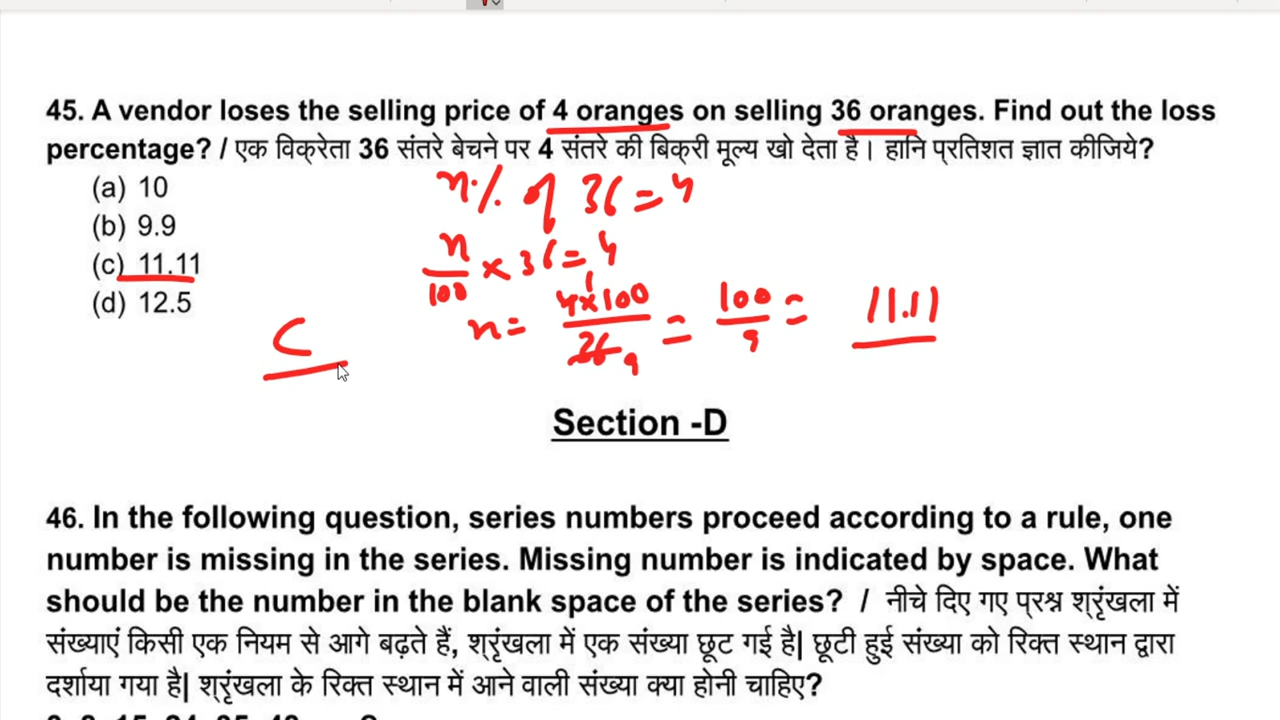 45. A vendor loses the selling price of 4 oranges on selling 36 oranges. Find out the loss
percentage? / एक विक्रेता 36 संतरे बेचने पर 4 संतरे की बिक्री मूल्य खो देता है। हानि प्रतिशत ज्ञात कीजिये?
(a) 10
n% of 36 = 4
(b) 9.9
n/100 × 36 = 4
(c) 11.11
(d) 12.5
n = 4×100/36 1 9 = 100/9 = 11.11
C
Section -D
46. In the following question, series numbers proceed according to a rule, one
number is missing in the series. Missing number is indicated by space. What
should be the number in the blank space of the series? / नीचे दिए गए प्रश्न श्रृंखला में
संख्याएं किसी एक नियम से आगे बढ़ते हैं, श्रृंखला में एक संख्या छूट गई है| छूटी हुई संख्या को रिक्त स्थान द्वारा
दर्शाया गया है| श्रृंखला के रिक्त स्थान में आने वाली संख्या क्या होनी चाहिए?